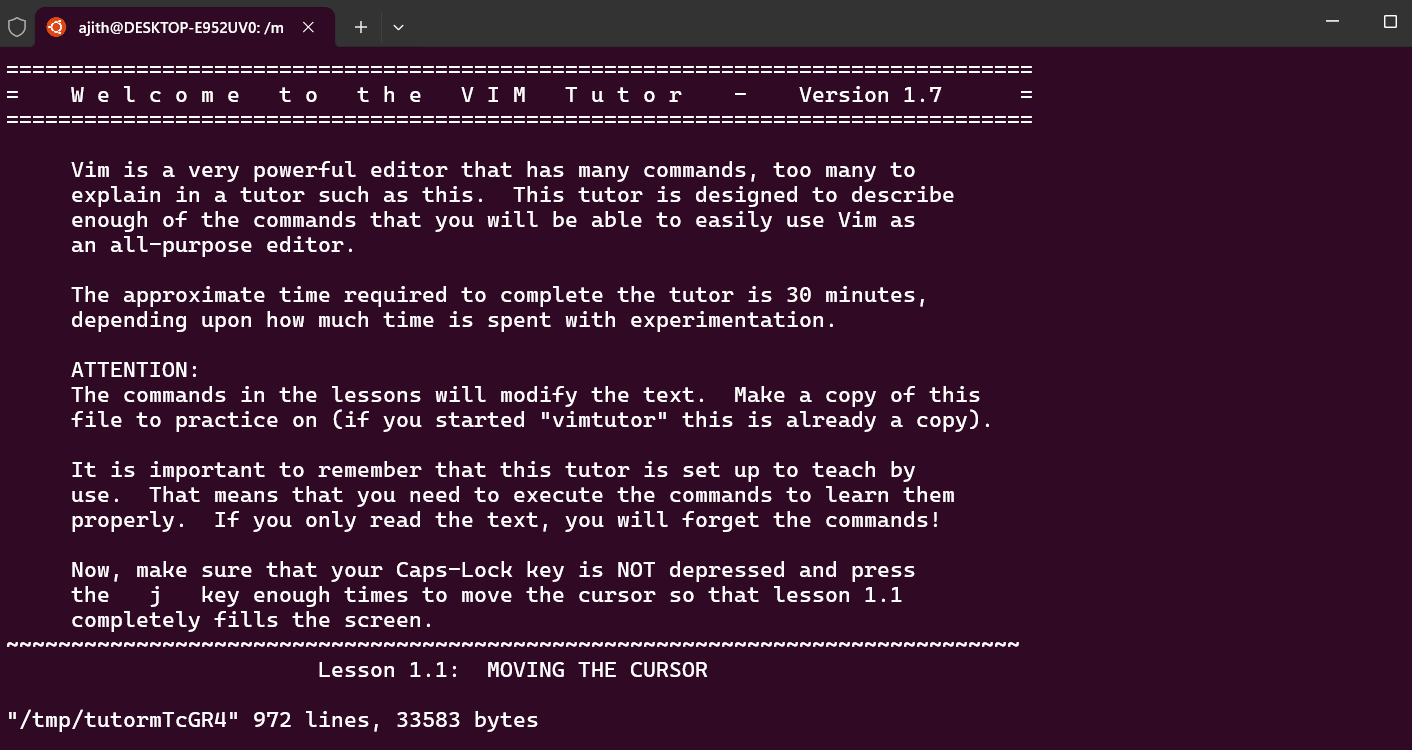 ajith@DESKTOP-E952UV0: /m
===============================================================================
=    W e l c o m e   t o   t h e   V I M   T u t o r    -    Version 1.7      =
===============================================================================

     Vim is a very powerful editor that has many commands, too many to
     explain in a tutor such as this.  This tutor is designed to describe
     enough of the commands that you will be able to easily use Vim as
     an all-purpose editor.

     The approximate time required to complete the tutor is 30 minutes,
     depending upon how much time is spent with experimentation.

     ATTENTION:
     The commands in the lessons will modify the text.  Make a copy of this
     file to practice on (if you started "vimtutor" this is already a copy).

     It is important to remember that this tutor is set up to teach by
     use.  That means that you need to execute the commands to learn them
     properly.  If you only read the text, you will forget the commands!

     Now, make sure that your Caps-Lock key is NOT depressed and press
     the   j   key enough times to move the cursor so that lesson 1.1
     completely fills the screen.
~~~~~~~~~~~~~~~~~~~~~~~~~~~~~~~~~~~~~~~~~~~~~~~~~~~~~~~~~~~~~~~~~~~~~~~~~~~~~~
                        Lesson 1.1:  MOVING THE CURSOR

"/tmp/tutormTcGR4" 972 lines, 33583 bytes